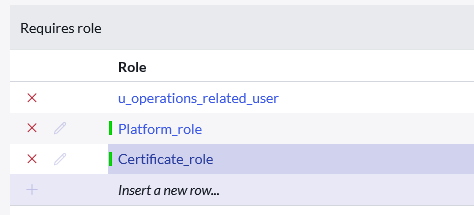 Requires role
Role
u_operations_related_user
Platform_role
Certificate_role
Insert a new row...